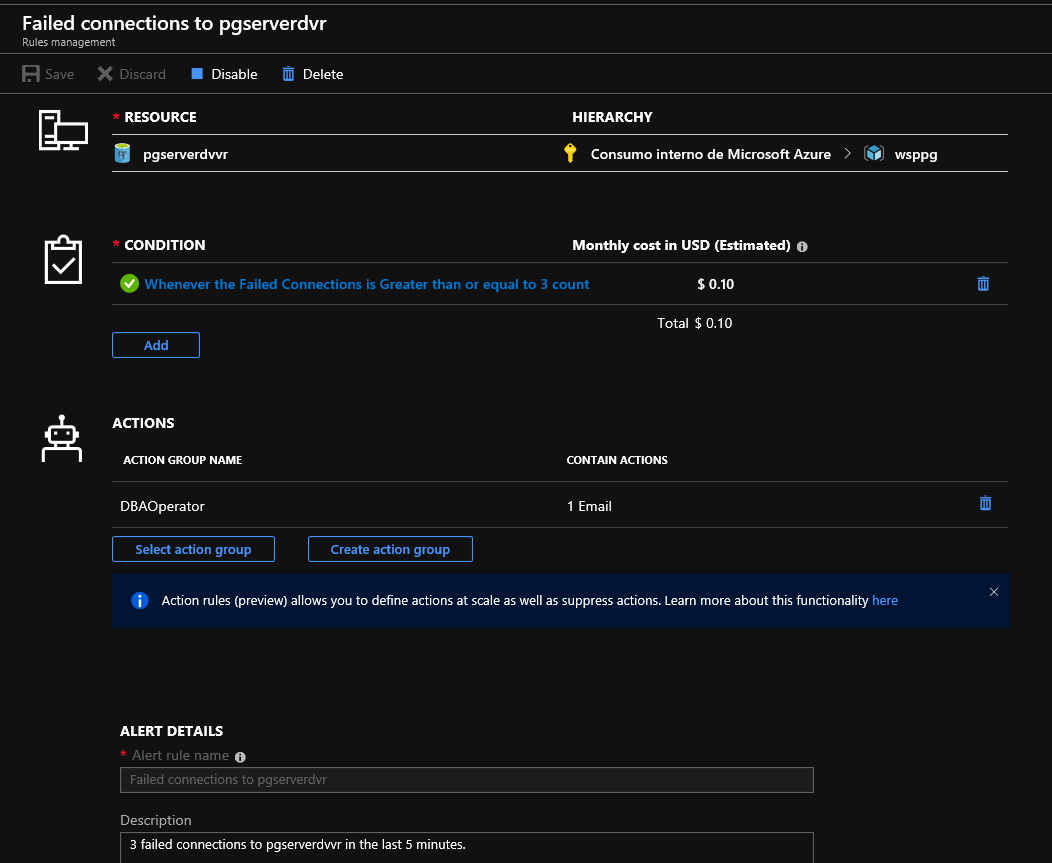 Failed connections to pgserverdvr
Rules management
Save Discard Disable Delete
* RESOURCE HIERARCHY
pgserverdvvr Consumo interno de Microsoft Azure > wsppg
* CONDITION Monthly cost in USD (Estimated)
Whenever the Failed Connections is Greater than or equal to 3 count $ 0.10
Total $ 0.10
Add
ACTIONS
ACTION GROUP NAME CONTAIN ACTIONS
DBAOperator 1 Email
Select action group Create action group
Action rules (preview) allows you to define actions at scale as well as suppress actions. Learn more about this functionality here
ALERT DETAILS
* Alert rule name
Failed connections to pgserverdvr
Description
3 failed connections to pgserverdvvr in the last 5 minutes.